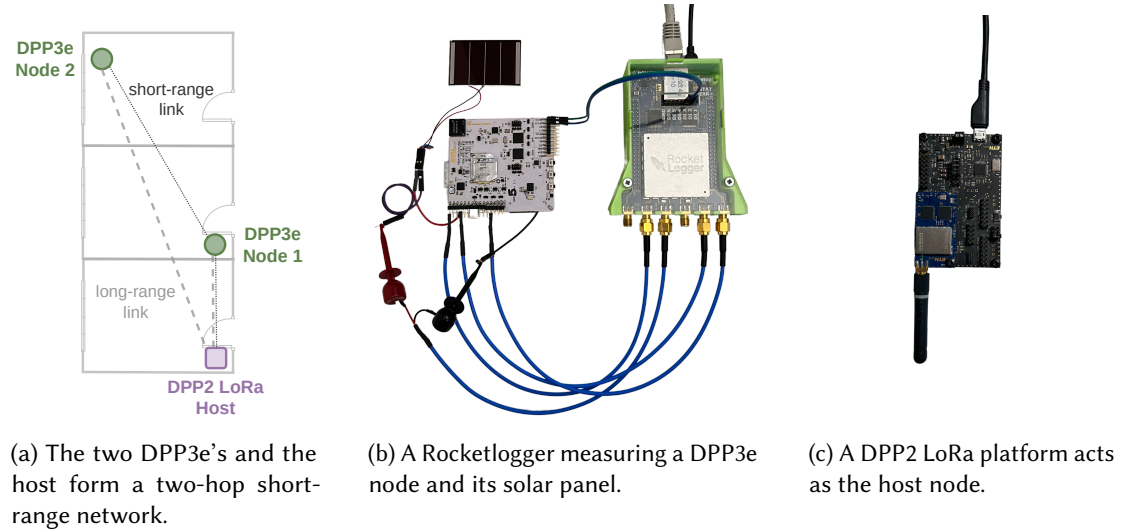 DPP3e
Node 2
short-range
link
DPP3e
Node 1
long-range
link
DPP2 LoRa
Host
Rocket
Logger
(a) The two DPP3e's and the
host form a two-hop short-
range network.
(b) A Rocketlogger measuring a DPP3e
node and its solar panel.
(c) A DPP2 LoRa platform acts
as the host node.